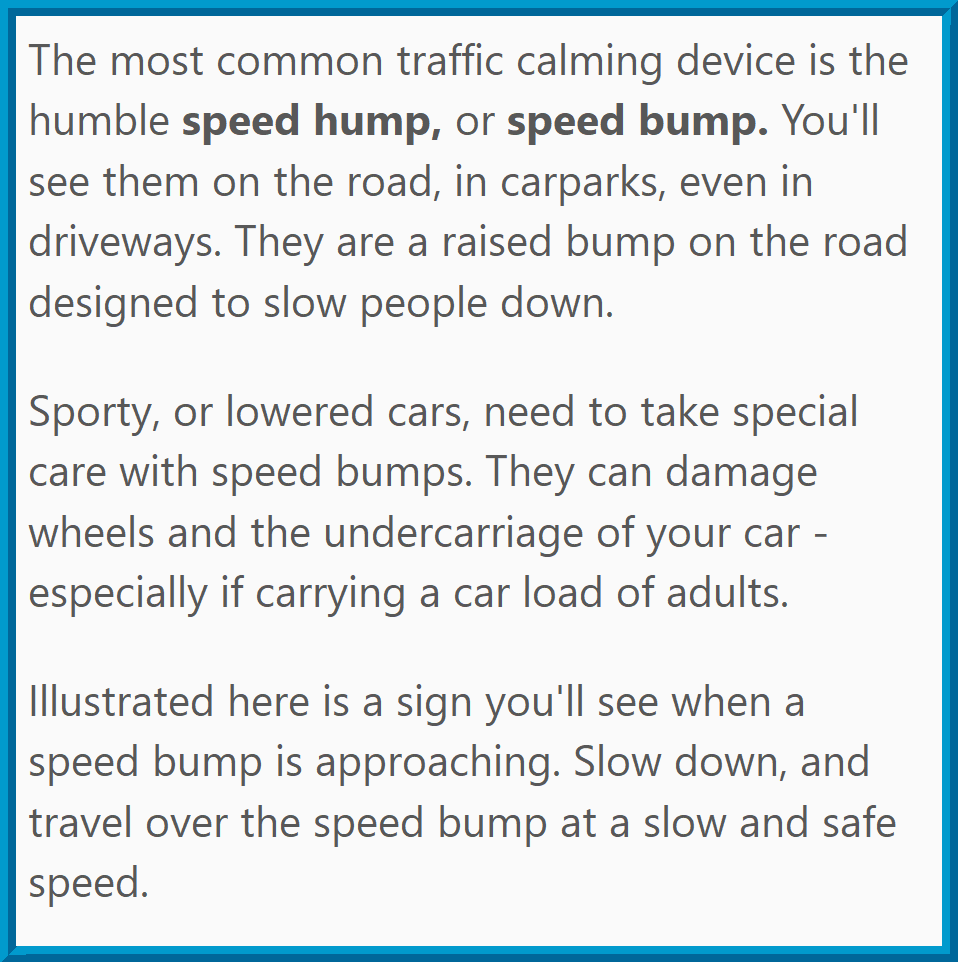 The most common traffic calming device is the
humble speed hump, or speed bump. You'll
see them on the road, in carparks, even in
driveways. They are a raised bump on the road
designed to slow people down.
Sporty, or lowered cars, need to take special
care with speed bumps. They can damage
wheels and the undercarriage of your car -
especially if carrying a car load of adults.
Illustrated here is a sign you'll see when a
speed bump is approaching. Slow down, and
travel over the speed bump at a slow and safe
speed.